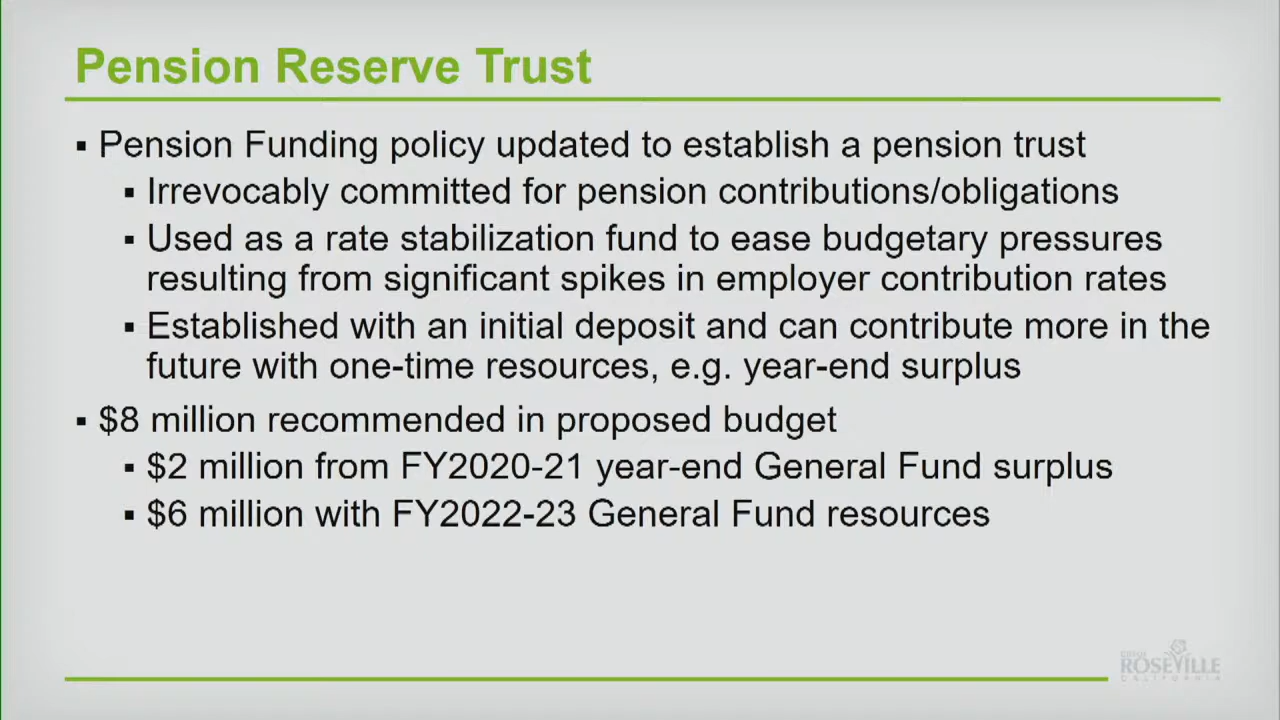 Pension Reserve Trust
▪ Pension Funding policy updated to establish a pension trust
▪ Irrevocably committed for pension contributions/obligations
▪ Used as a rate stabilization fund to ease budgetary pressures
resulting from significant spikes in employer contribution rates
▪ Established with an initial deposit and can contribute more in the
future with one-time resources, e.g. year-end surplus
▪ $8 million recommended in proposed budget
▪ $2 million from FY2020-21 year-end General Fund surplus
▪ $6 million with FY2022-23 General Fund resources
CITY OF
ROSEVILLE
CALIFORNIA